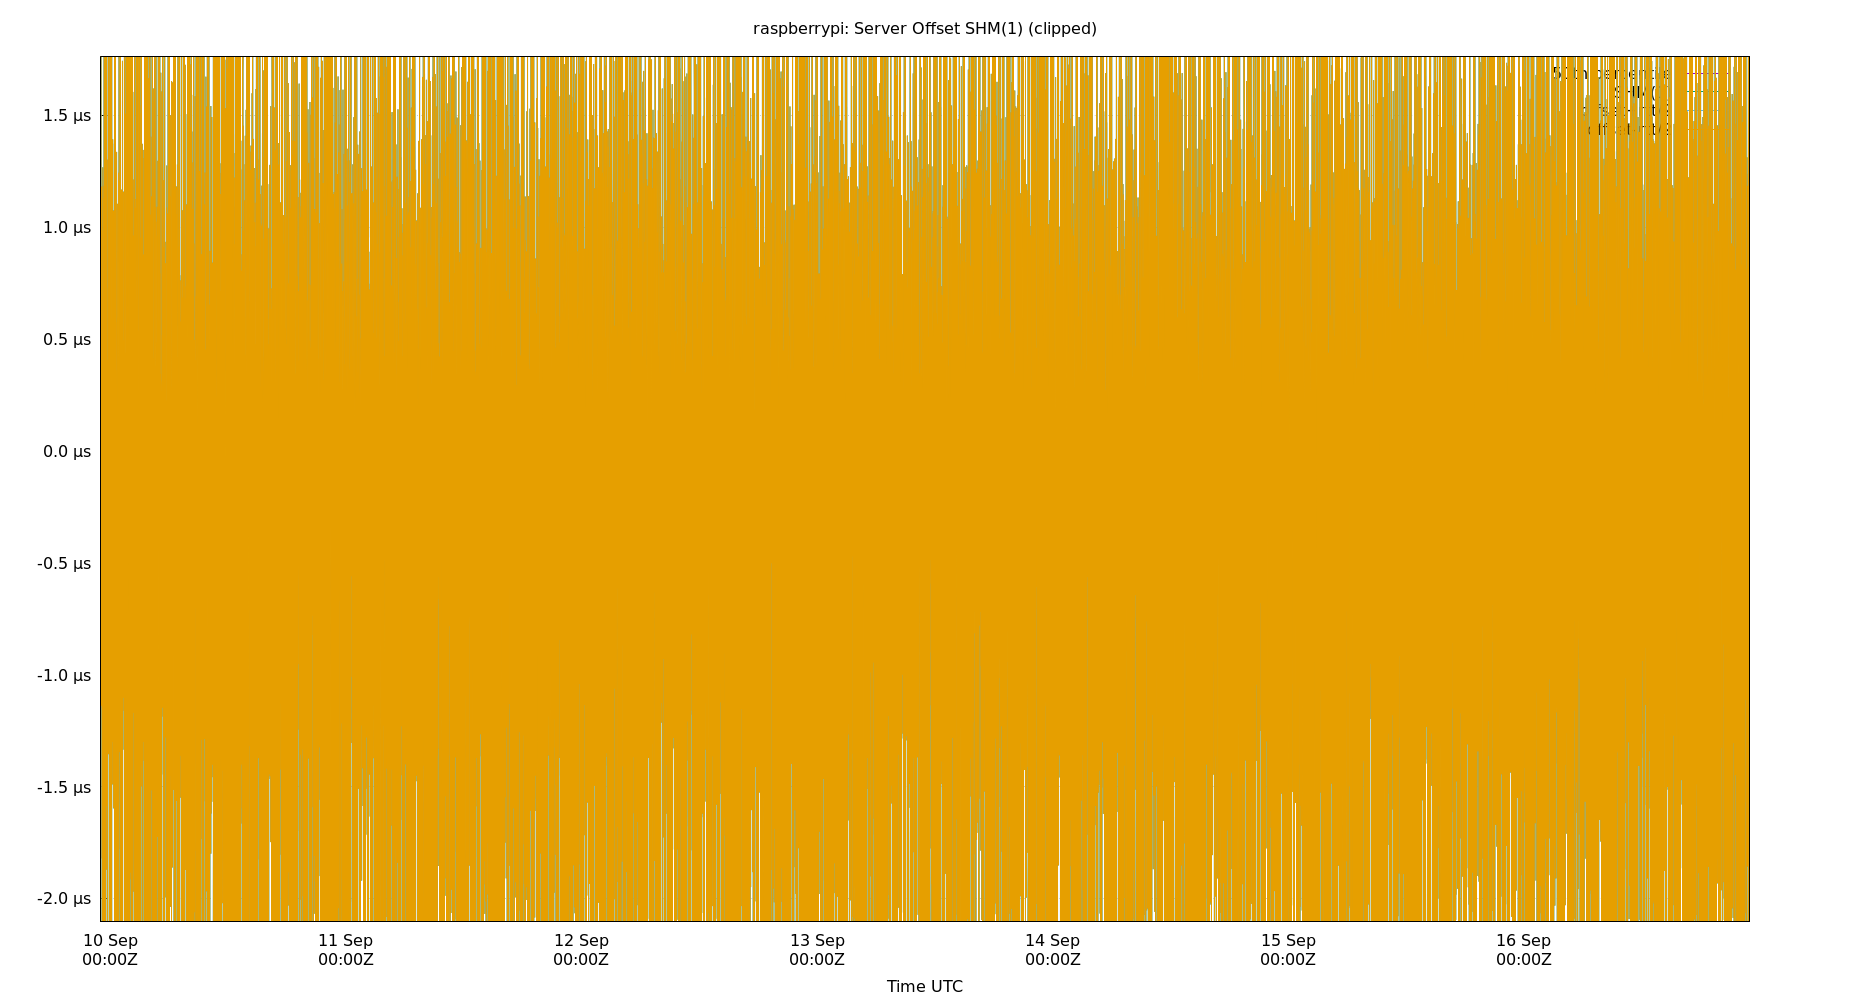 raspberrypi: Server Offset SHM(1) (clipped)
1.5 µs
1.0 µs
0.5 µs
0.0 µs
-0.5 µs
-1.0 µs
-1.5 µs
-2.0 µs
10 Sep 11 Sep 12 Sep 13 Sep 14 Sep 15 Sep 16 Sep
00:00Z 00:00Z 00:00Z 00:00Z 00:00Z 00:00Z 00:00Z
Time UTC